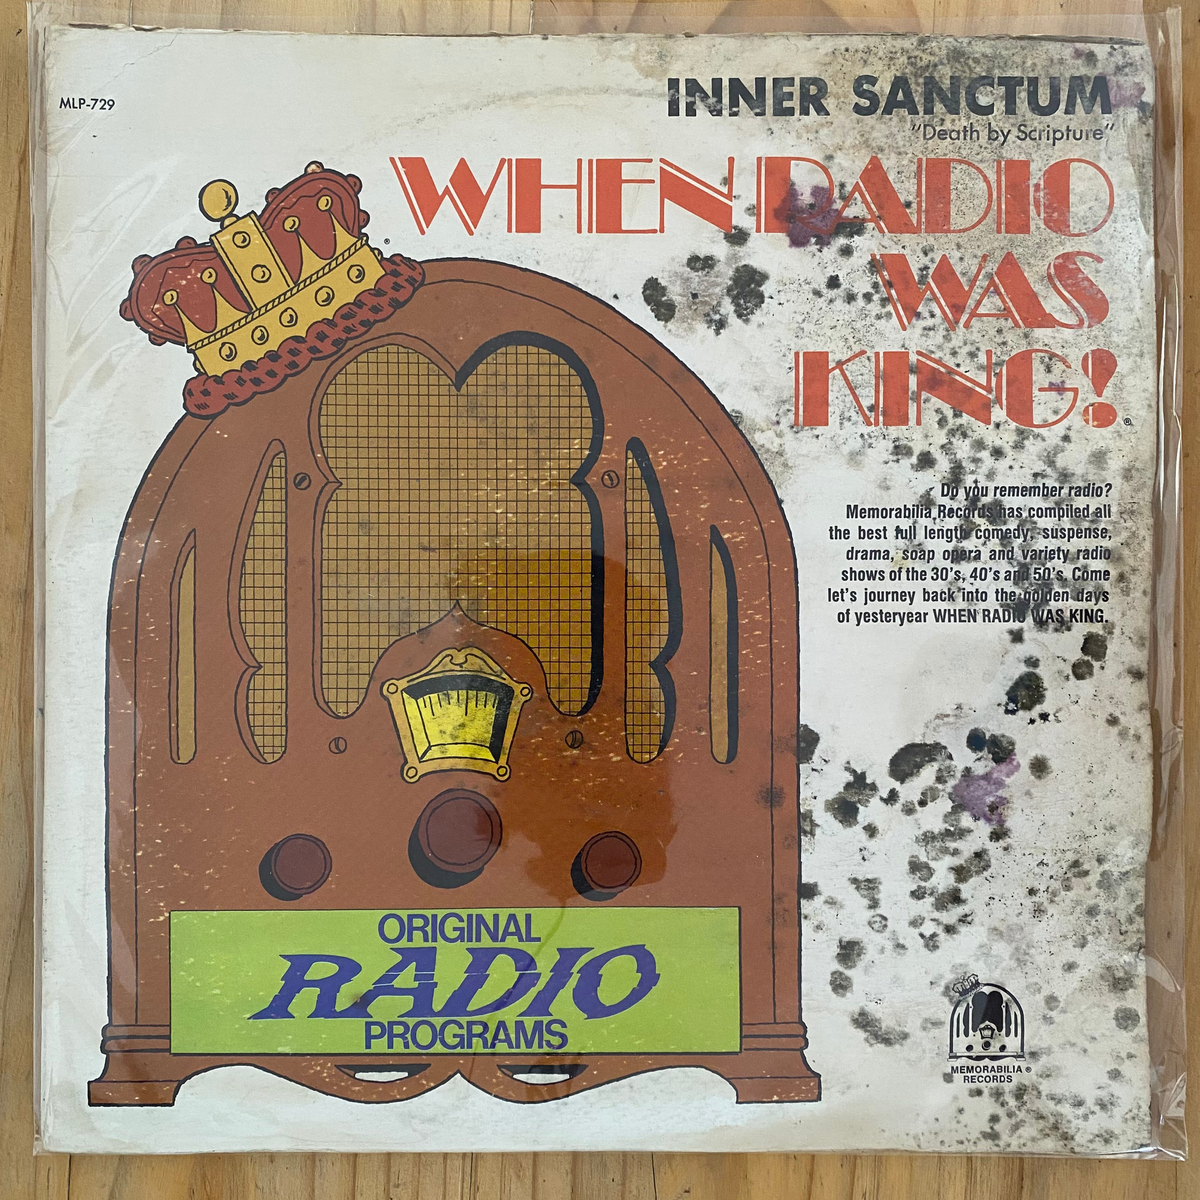 MLP-729
INNER SANCTUM
"Death by Scripture"
WHEN RADIO
WAS
KING!
®
®
Do you remember radio?
Memorabilia Records has compiled all
the best full length comedy, suspense,
drama, soap opera and variety radio
shows of the 30's, 40's and 50's. Come
let's journey back into the golden days
of yesteryear WHEN RADIO WAS KING.
ORIGINAL
RADIO
PROGRAMS
MEMORABILIA ®
RECORDS